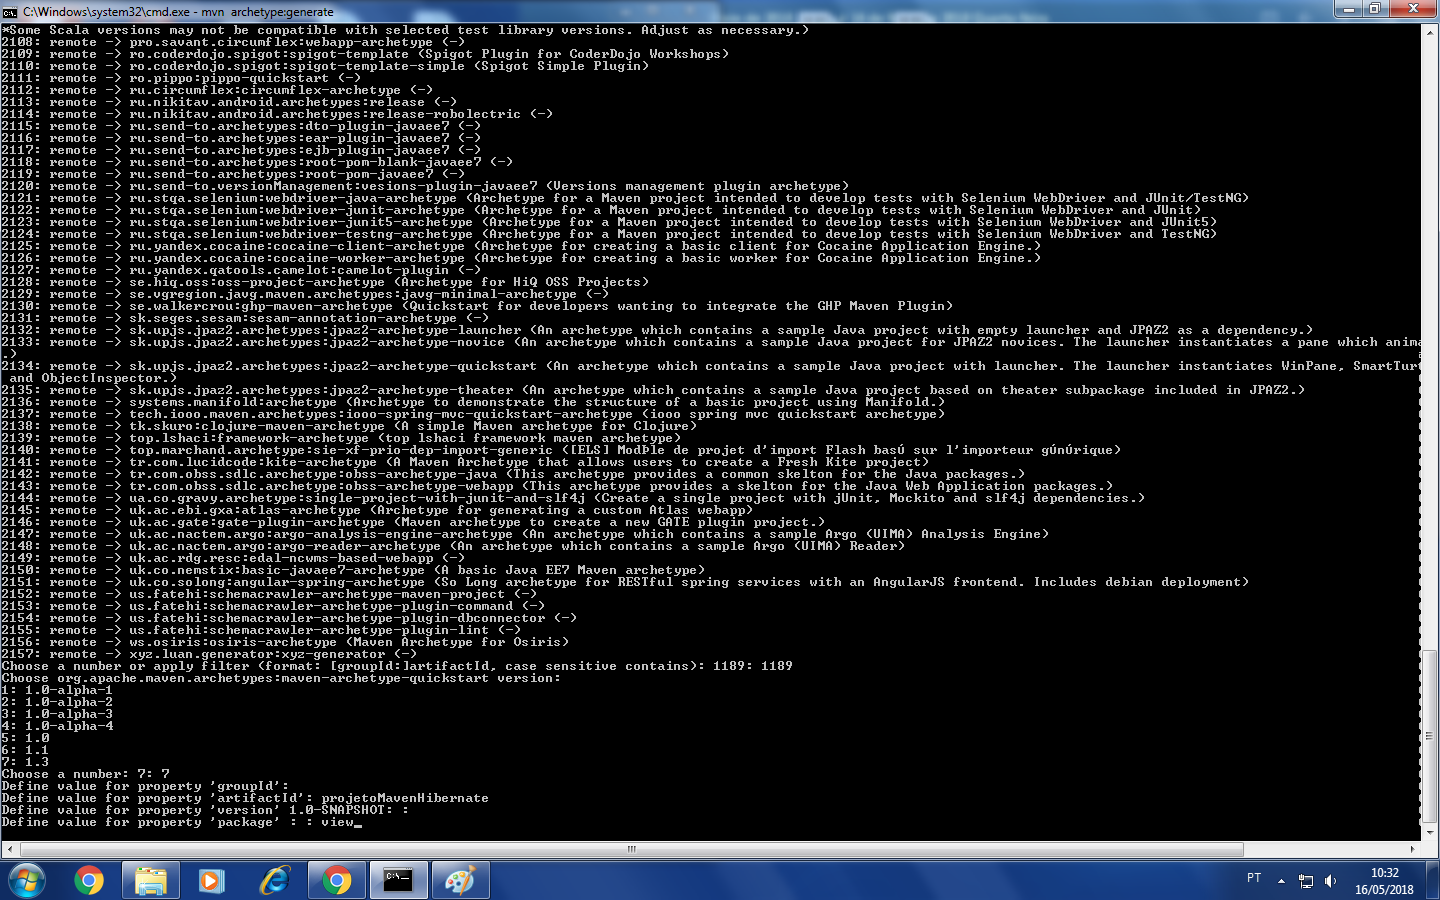 C:\Windows\system32\cmd.exe - mvn  archetype:generate
*Some Scala versions may not be compatible with selected test library versions. Adjust as necessary.)
2108: remote -> pro.savant.circumflex:webapp-archetype (-)
2109: remote -> ro.coderdojo.spigot:spigot-template (Spigot Plugin for CoderDojo Workshops)
2110: remote -> ro.coderdojo.spigot:spigot-template-simple (Spigot Simple Plugin)
2111: remote -> ro.pippo:pippo-quickstart (-)
2112: remote -> ru.circumflex:circumflex-archetype (-)
2113: remote -> ru.nikitav.android.archetypes:release (-)
2114: remote -> ru.nikitav.android.archetypes:release-robolectric (-)
2115: remote -> ru.send-to.archetypes:dto-plugin-javaee7 (-)
2116: remote -> ru.send-to.archetypes:ear-plugin-javaee7 (-)
2117: remote -> ru.send-to.archetypes:ejb-plugin-javaee7 (-)
2118: remote -> ru.send-to.archetypes:root-pom-blank-javaee7 (-)
2119: remote -> ru.send-to.archetypes:root-pom-javaee7 (-)
2120: remote -> ru.send-to.versionManagement:vesions-plugin-javaee7 (Versions management plugin archetype)
2121: remote -> ru.stqa.selenium:webdriver-java-archetype (Archetype for a Maven project intended to develop tests with Selenium WebDriver and JUnit/TestNG)
2122: remote -> ru.stqa.selenium:webdriver-junit-archetype (Archetype for a Maven project intended to develop tests with Selenium WebDriver and JUnit)
2123: remote -> ru.stqa.selenium:webdriver-junit5-archetype (Archetype for a Maven project intended to develop tests with Selenium WebDriver and JUnit5)
2124: remote -> ru.stqa.selenium:webdriver-testng-archetype (Archetype for a Maven project intended to develop tests with Selenium WebDriver and TestNG)
2125: remote -> ru.yandex.cocaine:cocaine-client-archetype (Archetype for creating a basic client for Cocaine Application Engine.)
2126: remote -> ru.yandex.cocaine:cocaine-worker-archetype (Archetype for creating a basic worker for Cocaine Application Engine.)
2127: remote -> ru.yandex.qatools.camelot:camelot-plugin (-)
2128: remote -> se.hiq.oss:oss-project-archetype (Archetype for HiQ OSS Projects)
2129: remote -> se.vgregion.javg.maven.archetypes:javg-minimal-archetype (-)
2130: remote -> se.walkercrou:ghp-maven-archetype (Quickstart for developers wanting to integrate the GHP Maven Plugin)
2131: remote -> sk.seges.sesam:sesam-annotation-archetype (-)
2132: remote -> sk.upjs.jpaz2.archetypes:jpaz2-archetype-launcher (An archetype which contains a sample Java project with empty launcher and JPAZ2 as a dependency.)
2133: remote -> sk.upjs.jpaz2.archetypes:jpaz2-archetype-novice (An archetype which contains a sample Java project for JPAZ2 novices. The launcher instantiates a pane which anima
.)
2134: remote -> sk.upjs.jpaz2.archetypes:jpaz2-archetype-quickstart (An archetype which contains a sample Java project with launcher. The launcher instantiates WinPane, SmartTurt
 and ObjectInspector.)
2135: remote -> sk.upjs.jpaz2.archetypes:jpaz2-archetype-theater (An archetype which contains a sample Java project based on theater subpackage included in JPAZ2.)
2136: remote -> systems.manifold:archetype (Archetype to demonstrate the structure of a basic project using Manifold.)
2137: remote -> tech.iooo.maven.archetypes:iooo-spring-mvc-quickstart-archetype (iooo spring mvc quickstart archetype)
2138: remote -> tk.skuro:clojure-maven-archetype (A simple Maven archetype for Clojure)
2139: remote -> top.lshaci:framework-archetype (top lshaci framework maven archetype)
2140: remote -> top.marchand.archetype:sie-xf-prio-dep-import-generic ([ELS] ModÞle de projet d'import Flash basÚ sur l'importeur gÚnÚrique)
2141: remote -> tr.com.lucidcode:kite-archetype (A Maven Archetype that allows users to create a Fresh Kite project)
2142: remote -> tr.com.obss.sdlc.archetype:obss-archetype-java (This archetype provides a common skelton for the Java packages.)
2143: remote -> tr.com.obss.sdlc.archetype:obss-archetype-webapp (This archetype provides a skelton for the Java Web Application packages.)
2144: remote -> ua.co.gravy.archetype:single-project-with-junit-and-slf4j (Create a single project with jUnit, Mockito and slf4j dependencies.)
2145: remote -> uk.ac.ebi.gxa:atlas-archetype (Archetype for generating a custom Atlas webapp)
2146: remote -> uk.ac.gate:gate-plugin-archetype (Maven archetype to create a new GATE plugin project.)
2147: remote -> uk.ac.nactem.argo:argo-analysis-engine-archetype (An archetype which contains a sample Argo (UIMA) Analysis Engine)
2148: remote -> uk.ac.nactem.argo:argo-reader-archetype (An archetype which contains a sample Argo (UIMA) Reader)
2149: remote -> uk.ac.rdg.resc:edal-ncwms-based-webapp (-)
2150: remote -> uk.co.nemstix:basic-javaee7-archetype (A basic Java EE7 Maven archetype)
2151: remote -> uk.co.solong:angular-spring-archetype (So Long archetype for RESTful spring services with an AngularJS frontend. Includes debian deployment)
2152: remote -> us.fatehi:schemacrawler-archetype-maven-project (-)
2153: remote -> us.fatehi:schemacrawler-archetype-plugin-command (-)
2154: remote -> us.fatehi:schemacrawler-archetype-plugin-dbconnector (-)
2155: remote -> us.fatehi:schemacrawler-archetype-plugin-lint (-)
2156: remote -> ws.osiris:osiris-archetype (Maven Archetype for Osiris)
2157: remote -> xyz.luan.generator:xyz-generator (-)
Choose a number or apply filter (format: [groupId:]artifactId, case sensitive contains): 1189: 1189
Choose org.apache.maven.archetypes:maven-archetype-quickstart version:
1: 1.0-alpha-1
2: 1.0-alpha-2
3: 1.0-alpha-3
4: 1.0-alpha-4
5: 1.0
6: 1.1
7: 1.3
Choose a number: 7: 7
Define value for property 'groupId':
Define value for property 'artifactId': projetoMavenHibernate
Define value for property 'version' 1.0-SNAPSHOT: :
Define value for property 'package' : : view_
PT
10:32
16/05/2018